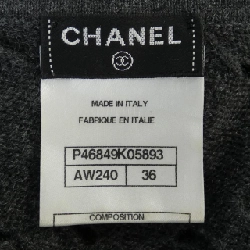 CHANEL
MADE IN ITALY
FABRIQUE EN ITALIE
P46849K05893
AW240 36
COMPOSITION